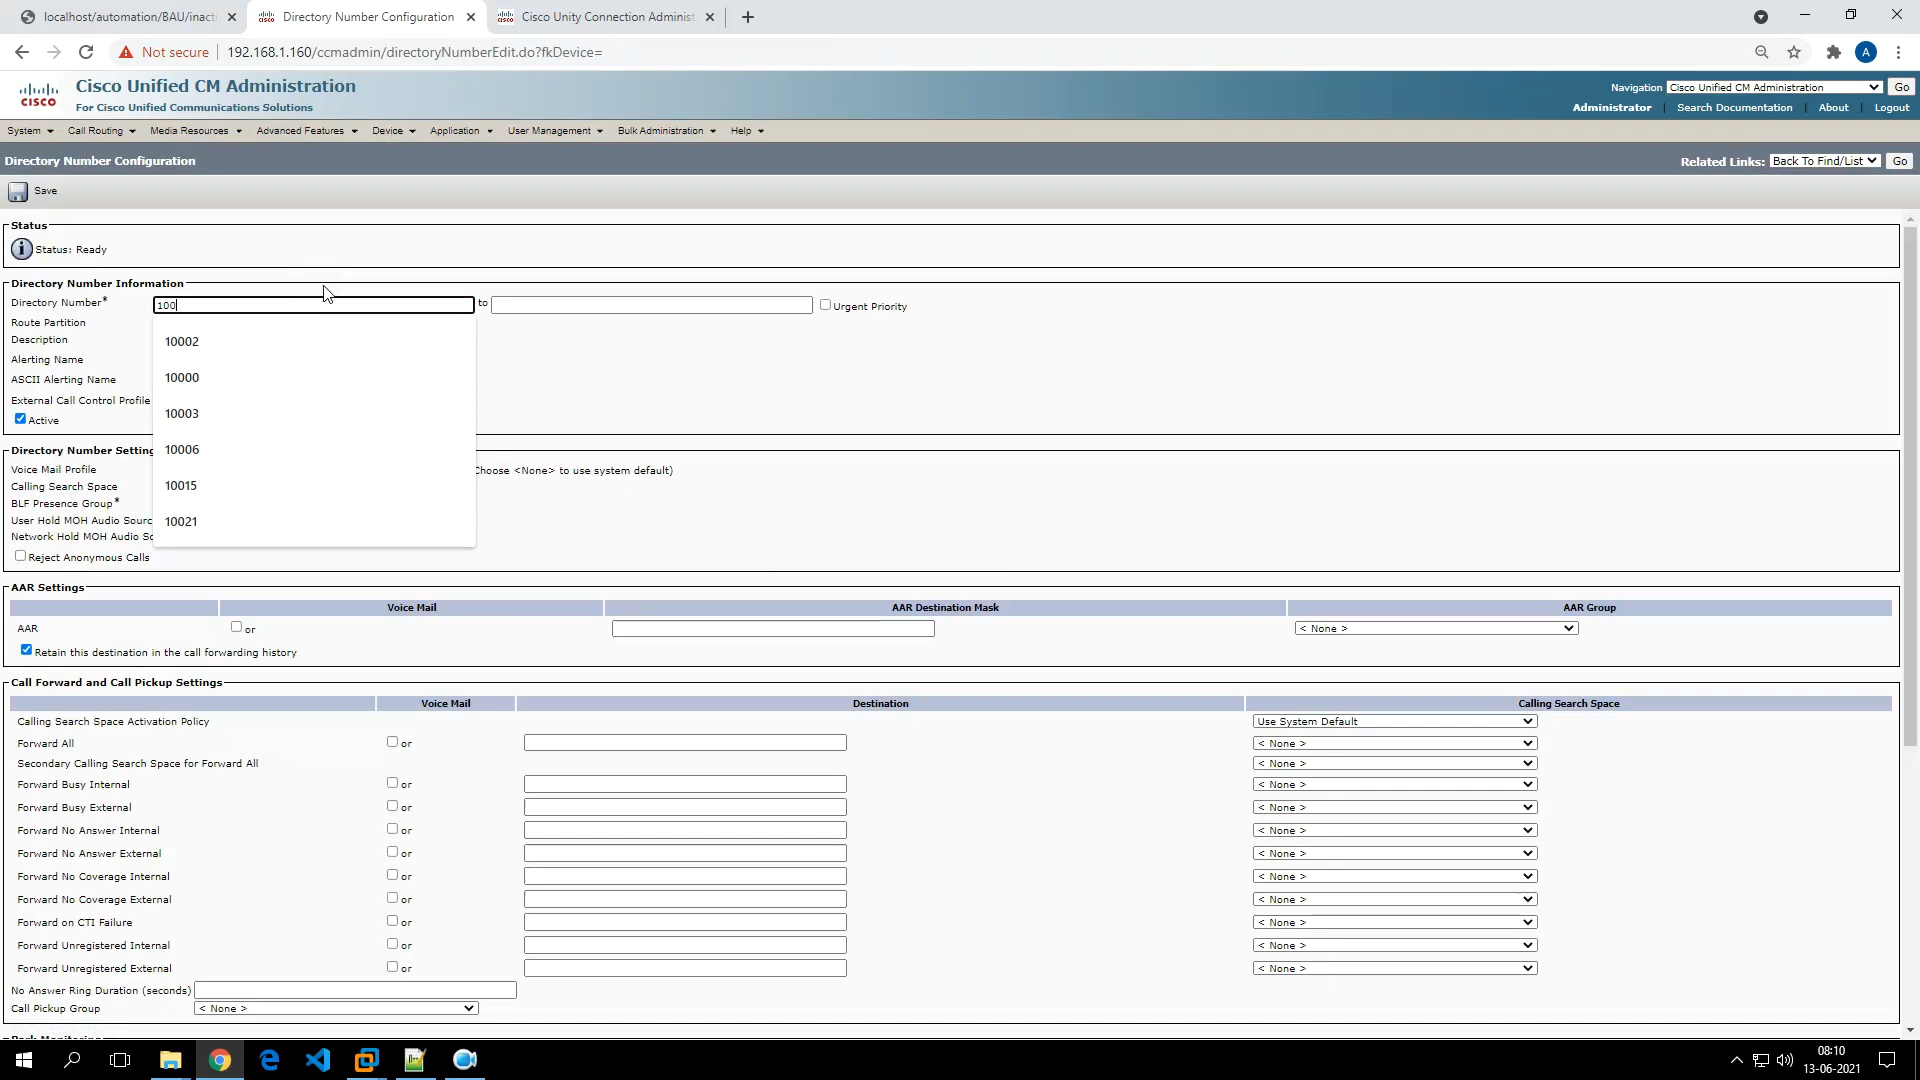 localhost/automation/BAU/inact
Directory Number Configuration
Cisco Unity Connection Administ
Not secure
192.168.1.160/ccmadmin/directoryNumberEdit.do?fkDevice=
A
CISCO
Cisco Unified CM Administration
For Cisco Unified Communications Solutions
Navigation Cisco Unified CM Administration Go
Administrator | Search Documentation | About | Logout
System Call Routing Media Resources Advanced Features Device Application User Management Bulk Administration Help
Directory Number Configuration
Related Links: Back To Find/List Go
Save
Status
Status: Ready
Directory Number Information
Directory Number* 100 to Urgent Priority
Route Partition
Description
Alerting Name
ASCII Alerting Name
External Call Control Profile
Active
10002
10000
10003
10006
10015
10021
Directory Number Setting
Voice Mail Profile Choose <None> to use system default)
Calling Search Space
BLF Presence Group*
User Hold MOH Audio Sourc
Network Hold MOH Audio So
Reject Anonymous Calls
AAR Settings
Voice Mail AAR Destination Mask AAR Group
AAR or < None >
Retain this destination in the call forwarding history
Call Forward and Call Pickup Settings
Voice Mail Destination Calling Search Space
Calling Search Space Activation Policy Use System Default
Forward All or < None >
Secondary Calling Search Space for Forward All < None >
Forward Busy Internal or < None >
Forward Busy External or < None >
Forward No Answer Internal or < None >
Forward No Answer External or < None >
Forward No Coverage Internal or < None >
Forward No Coverage External or < None >
Forward on CTI Failure or < None >
Forward Unregistered Internal or < None >
Forward Unregistered External or < None >
No Answer Ring Duration (seconds)
Call Pickup Group < None >
08:10
13-06-2021